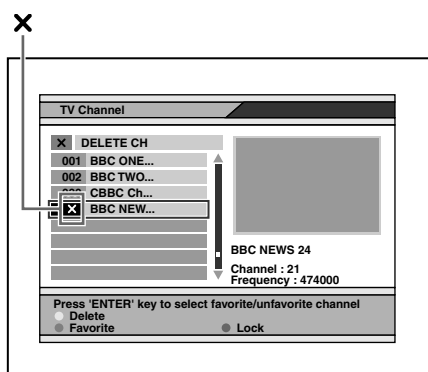 TV Channel
DELETE CH
001 BBC ONE...
002 BBC TWO...
CBBC Ch...
BBC NEW...
BBC NEWS 24
Channel : 21
Frequency : 474000
Press 'ENTER' key to select favorite/unfavorite channel
Delete
Favorite
Lock